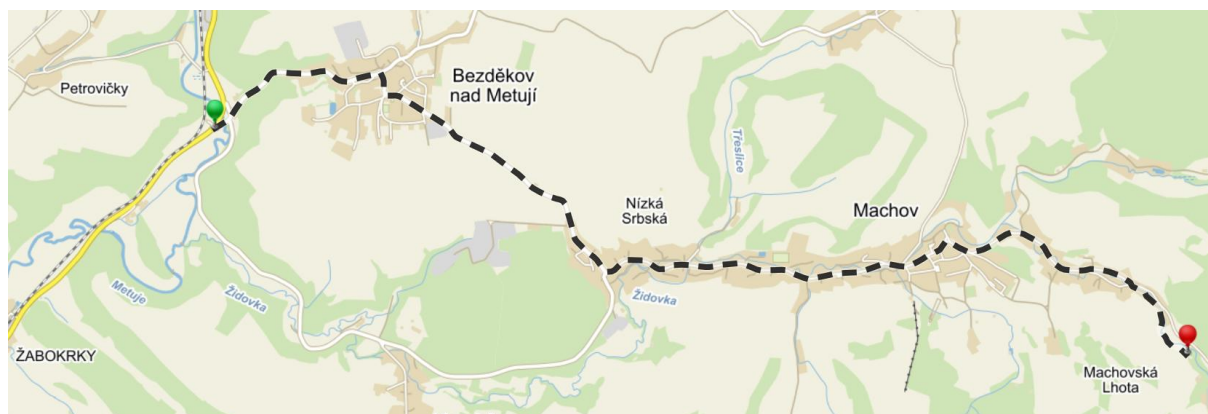 Petrovičky
Bezděkov
nad Metují
Třeslice
Nízká
Srbská
Machov
Metuje
Židovka
Židovka
ŽABOKRKY
Machovská
Lhota